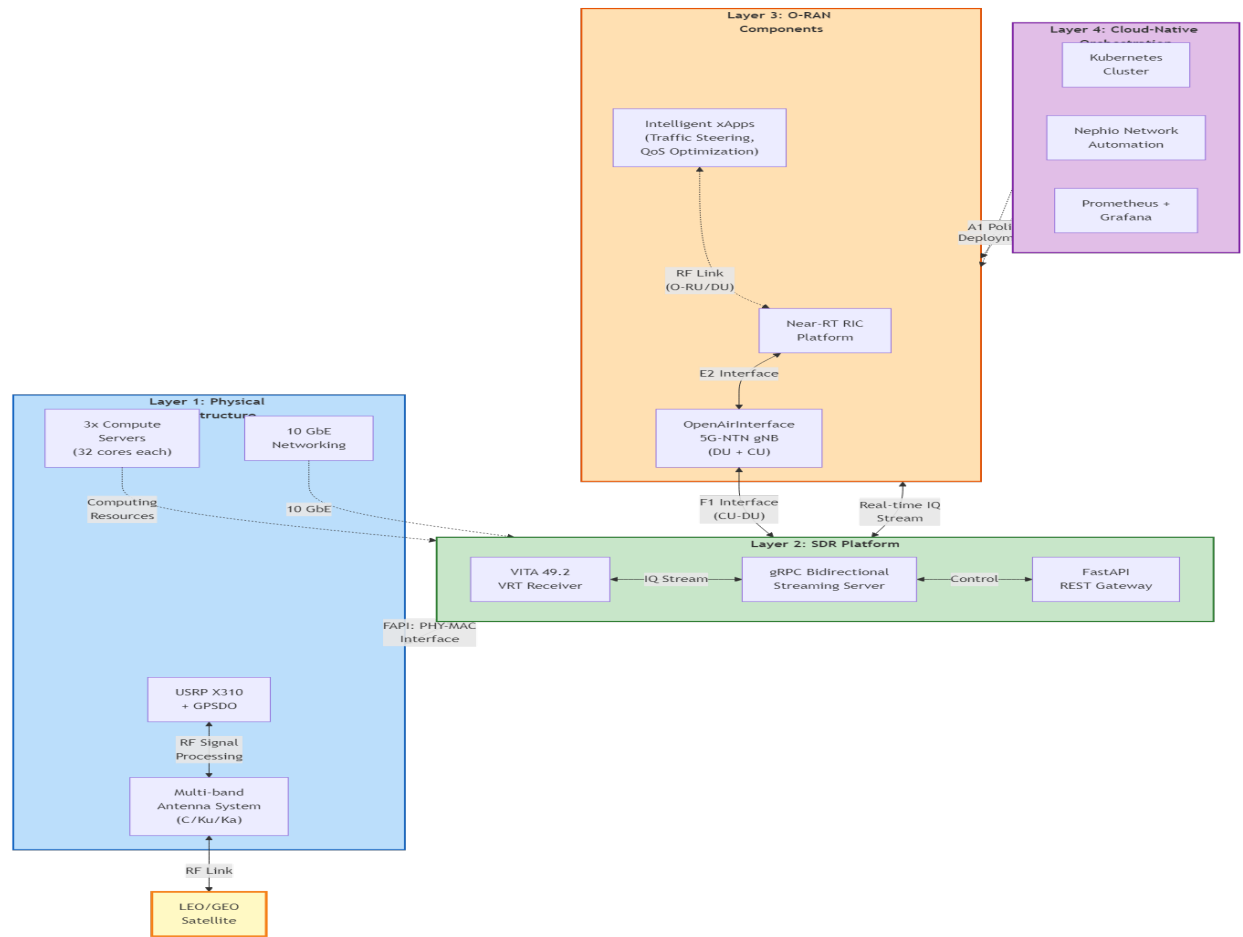 Layer 3: O-RAN
Components
Intelligent xApps
(Traffic Steering,
QoS Optimization)
RF Link
(O-RU/DU)
Near-RT RIC
Platform
E2 Interface
OpenAirInterface
5G-NTN gNB
(DU + CU)
Layer 4: Cloud-Native
Kubernetes
Cluster
Nephio Network
Automation
Prometheus +
Grafana
A1 Poli
Deploym
Layer 1: Physical
structure
3x Compute
Servers
(32 cores each)
10 GbE
Networking
Computing
Resources
10 GbE
F1 Interface
(CU-DU)
Real-time IQ
Stream
Layer 2: SDR Platform
VITA 49.2
VRT Receiver
IQ Stream
gRPC Bidirectional
Streaming Server
Control
FastAPI
REST Gateway
FAPI: PHY-MAC
Interface
USRP X310
+ GPSDO
RF Signal
Processing
Multi-band
Antenna System
(C/Ku/Ka)
RF Link
LEO/GEO
Satellite